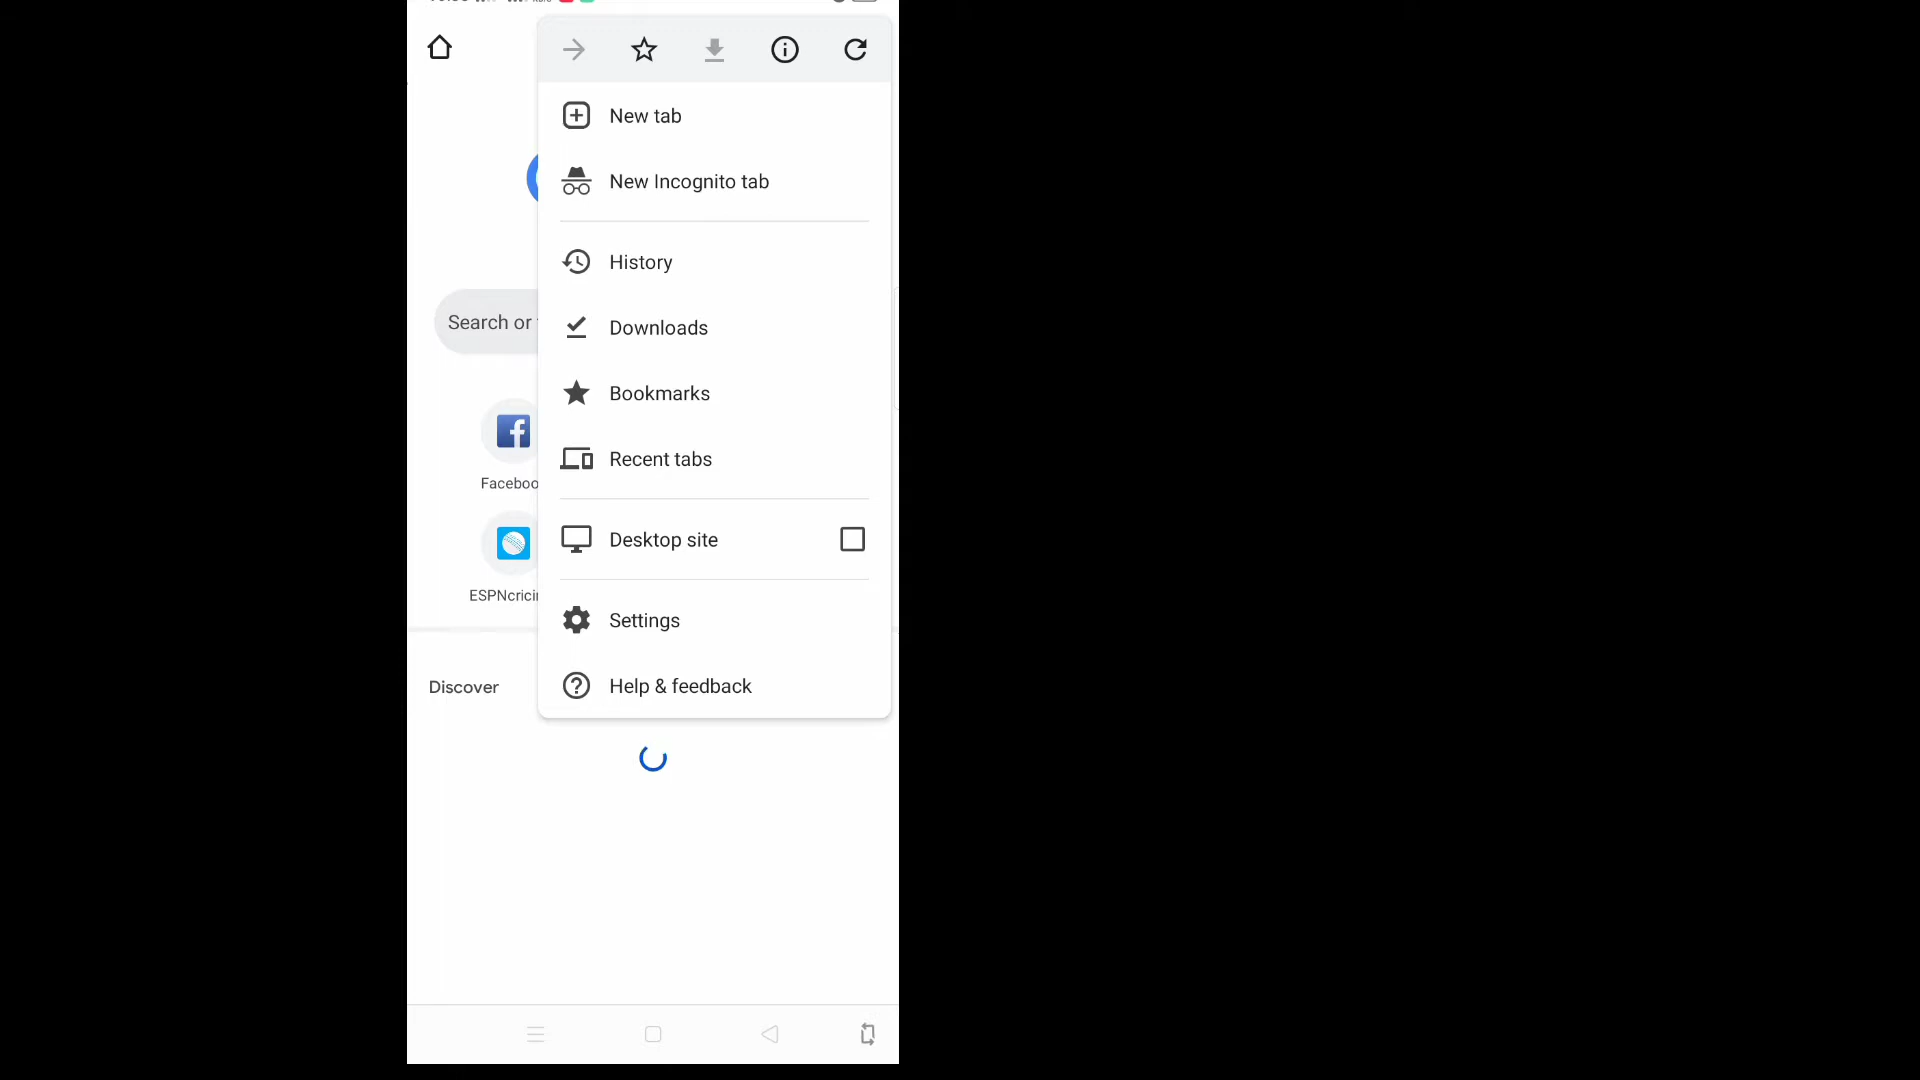 New tab
New Incognito tab
History
Search or
Downloads
Bookmarks
Recent tabs
Faceboo
Desktop site
ESPNcrici
Settings
Discover
Help & feedback